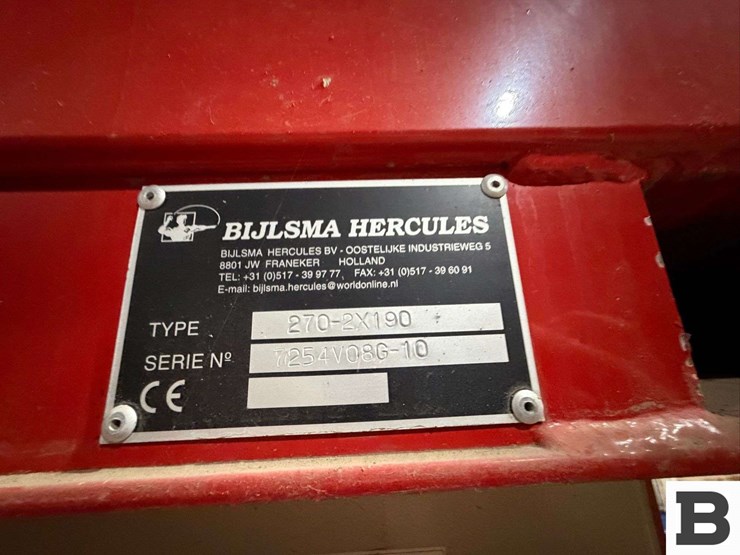 BIJLSMA HERCULES
BIJLSMA HERCULES BV - OOSTELIJKE INDUSTRIEWEG 5
8801 JW FRANEKER HOLLAND
TEL: +31 (0)517 - 39 97 77, FAX: +31 (0)517 - 39 60 91
E-mail: bijlsma.hercules@worldonline.nl
TYPE 270-2X190
SERIE Nº
CE
B